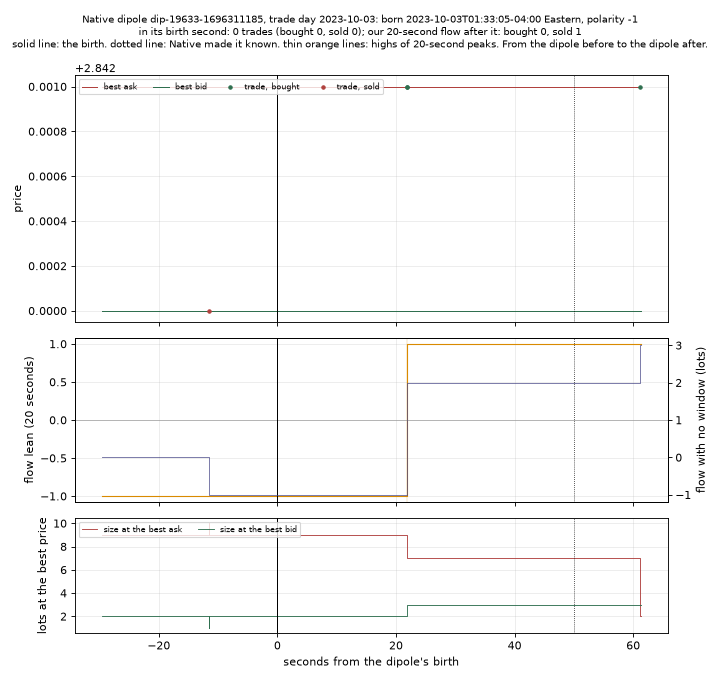 Native dipole dip-19633-1696311185, trade day 2023-10-03: born 2023-10-03T01:33:05-04:00 Eastern, polarity -1
in its birth second: 0 trades (bought 0, sold 0); our 20-second flow after it: bought 0, sold 1
solid line: the birth. dotted line: Native made it known. thin orange lines: highs of 20-second peaks. From the dipole before to the dipole after.
+2.842
best ask best bid trade, bought trade, sold
0.0010
0.0008
0.0006
0.0004
0.0002
0.0000
price
1.0
0.5
0.0
−0.5
−1.0
flow lean (20 seconds)
3
2
1
0
−1
flow with no window (lots)
size at the best ask size at the best bid
10
8
6
4
2
lots at the best price
−20 0 20 40 60
seconds from the dipole's birth